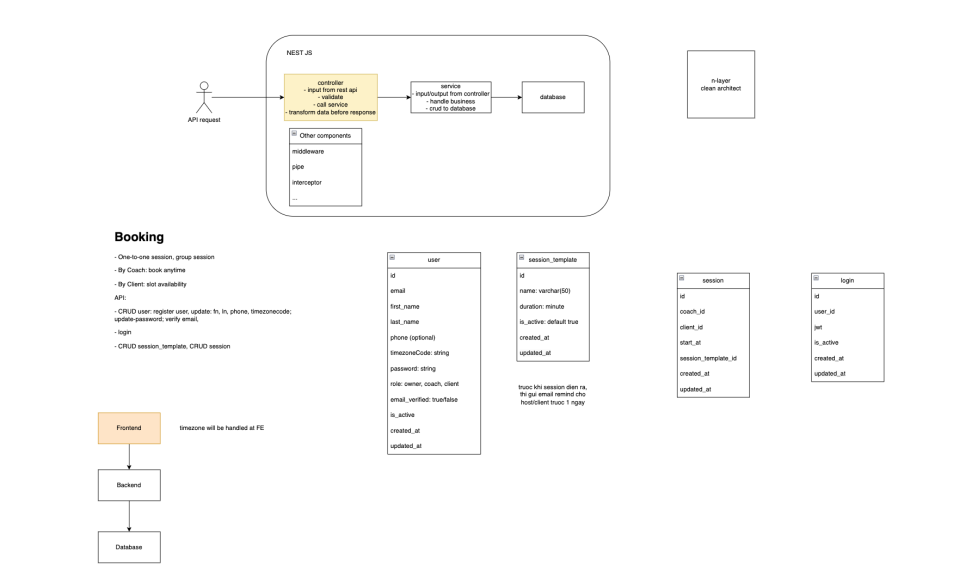 NEST JS
controller
- input from rest api
- validate
- call service
- transform data before response
service
- input/output from controller
- handle business
- crud to database
database
n-layer
clean architect
API request
Other components
middleware
pipe
interceptor
...
Booking
- One-to-one session, group session
- By Coach: book anytime
- By Client: slot availability
API:
- CRUD user: register user, update: fn, ln, phone, timezonecode;
update-password; verify email,
- login
- CRUD session_template, CRUD session
user
id
email
first_name
last_name
phone (optional)
timezoneCode: string
password: string
role: owner, coach, client
email_verified: true/false
is_active
created_at
updated_at
session_template
id
name: varchar(50)
duration: minute
is_active: default true
created_at
updated_at
truoc khi session dien ra,
thi gui email remind cho
host/client truoc 1 ngay
session
id
coach_id
client_id
start_at
session_template_id
created_at
updated_at
login
id
user_id
jwt
is_active
created_at
updated_at
Frontend
timezone will be handled at FE
Backend
Database